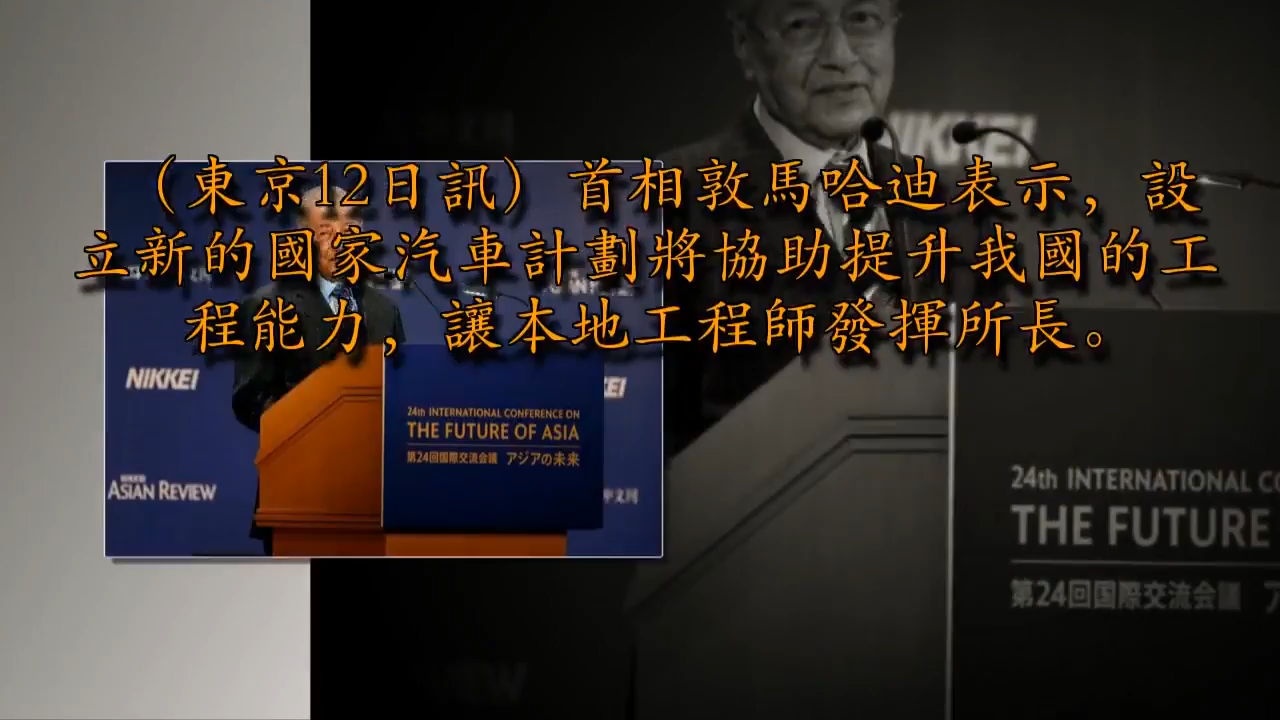 （東京12日訊）首相敦馬哈迪表示，設
立新的國家汽車計劃將協助提升我國的工
程能力，讓本地工程師發揮所長。
NIKKEI
NIKKEI
24th INTERNATIONAL CONFERENCE ON
THE FUTURE OF ASIA
第24回国際交流会議 アジアの未来
ASIAN REVIEW
24th INTERNATIONAL CO
THE FUTURE
第24回国際交流会議 ア